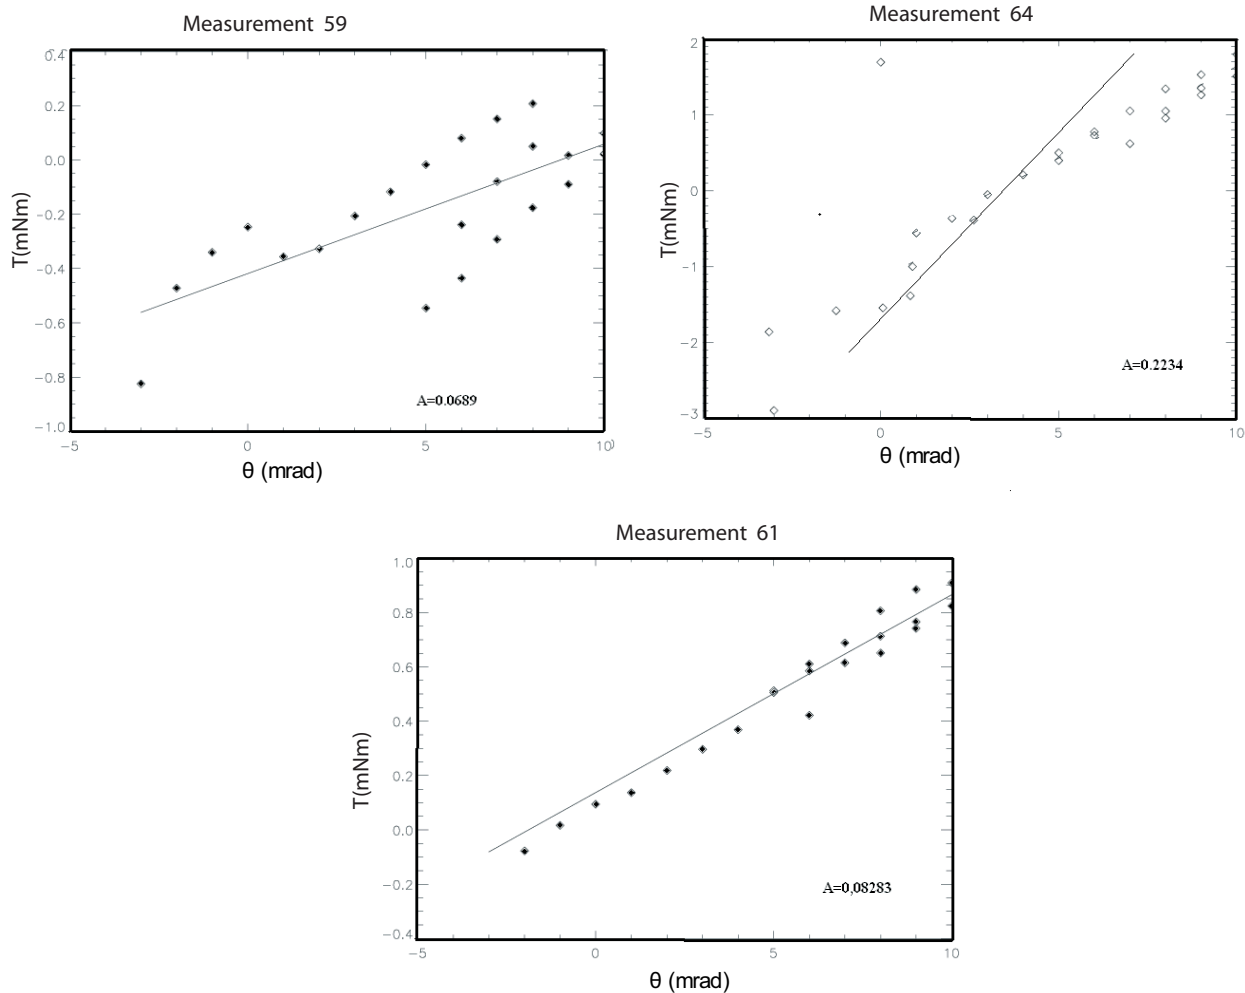 Measurement 59
0.4
0.2
0.0
−0.2
−0.4
−0.6
−0.8
−1.0
T(mNm)
A=0.0689
−5
0
5
10
θ (mrad)
Measurement 64
2
1
0
−1
−2
−3
T(mNm)
A=0.2234
−5
0
5
10
θ (mrad)
Measurement 61
1.0
0.8
0.6
0.4
0.2
0.0
−0.2
−0.4
T(mNm)
A=0,08283
−5
0
5
10
θ (mrad)